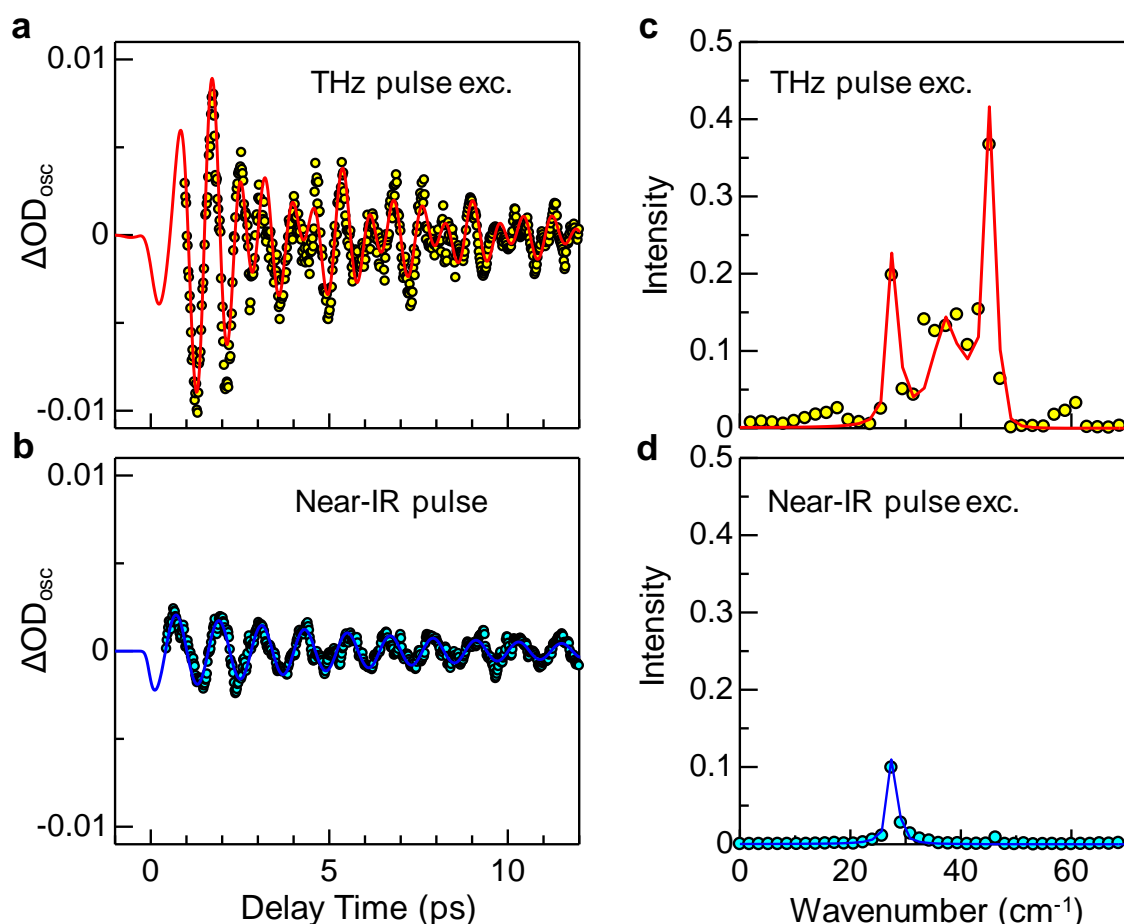 a
THz pulse exc.
ΔOD_osc
0.01
0
-0.01
b
Near-IR pulse
ΔOD_osc
0.01
0
-0.01
0 5 10
Delay Time (ps)
c
THz pulse exc.
Intensity
0.5
0.4
0.3
0.2
0.1
0
d
Near-IR pulse exc.
Intensity
0.5
0.4
0.3
0.2
0.1
0
0 20 40 60
Wavenumber (cm⁻¹)